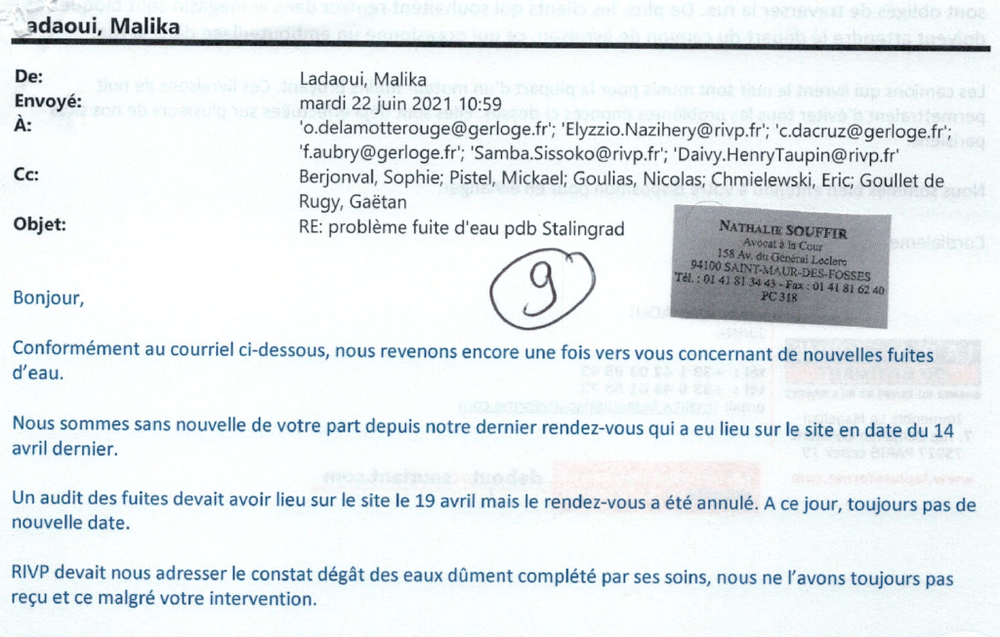 adaoui, Malika
De: Ladaoui, Malika
Envoyé: mardi 22 juin 2021 10:59
À: 'o.delamotterouge@gerloge.fr'; 'Elyzzio.Nazihery@rivp.fr'; 'c.dacruz@gerloge.fr';
'f.aubry@gerloge.fr'; 'Samba.Sissoko@rivp.fr'; 'Daivy.HenryTaupin@rivp.fr'
Cc: Berjonval, Sophie; Pistel, Mickael; Goulias, Nicolas; Chmielewski, Eric; Goullet de
Rugy, Gaëtan
Objet: RE: problème fuite d'eau pdb Stalingrad
NATHALIE SOUFFIR
Avocat à la Cour
158 Av. du Général Leclerc
94100 SAINT-MAUR-DES-FOSSES
Tél. : 01 41 81 34 43 - Fax : 01 41 81 62 40
PC 318
9
Bonjour,
Conformément au courriel ci-dessous, nous revenons encore une fois vers vous concernant de nouvelles fuites
d'eau.
Nous sommes sans nouvelle de votre part depuis notre dernier rendez-vous qui a eu lieu sur le site en date du 14
avril dernier.
Un audit des fuites devait avoir lieu sur le site le 19 avril mais le rendez-vous a été annulé. A ce jour, toujours pas de
nouvelle date.
RIVP devait nous adresser le constat dégât des eaux dûment complété par ses soins, nous ne l'avons toujours pas
reçu et ce malgré votre intervention.